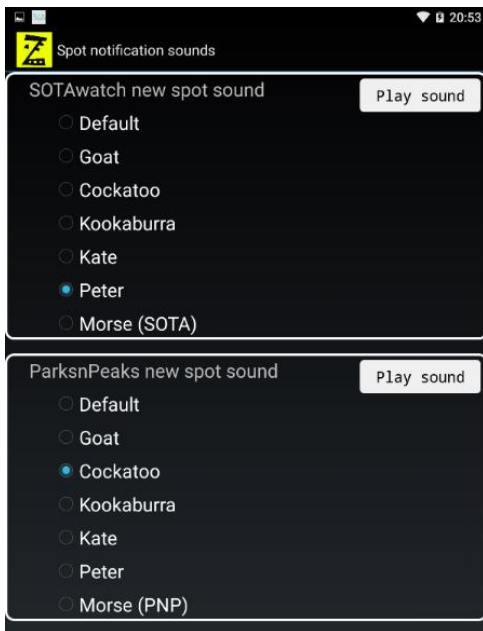 20:53
Spot notification sounds
SOTAwatch new spot sound
Play sound
Default
Goat
Cockatoo
Kookaburra
Kate
Peter
Morse (SOTA)
ParksnPeaks new spot sound
Play sound
Default
Goat
Cockatoo
Kookaburra
Kate
Peter
Morse (PNP)